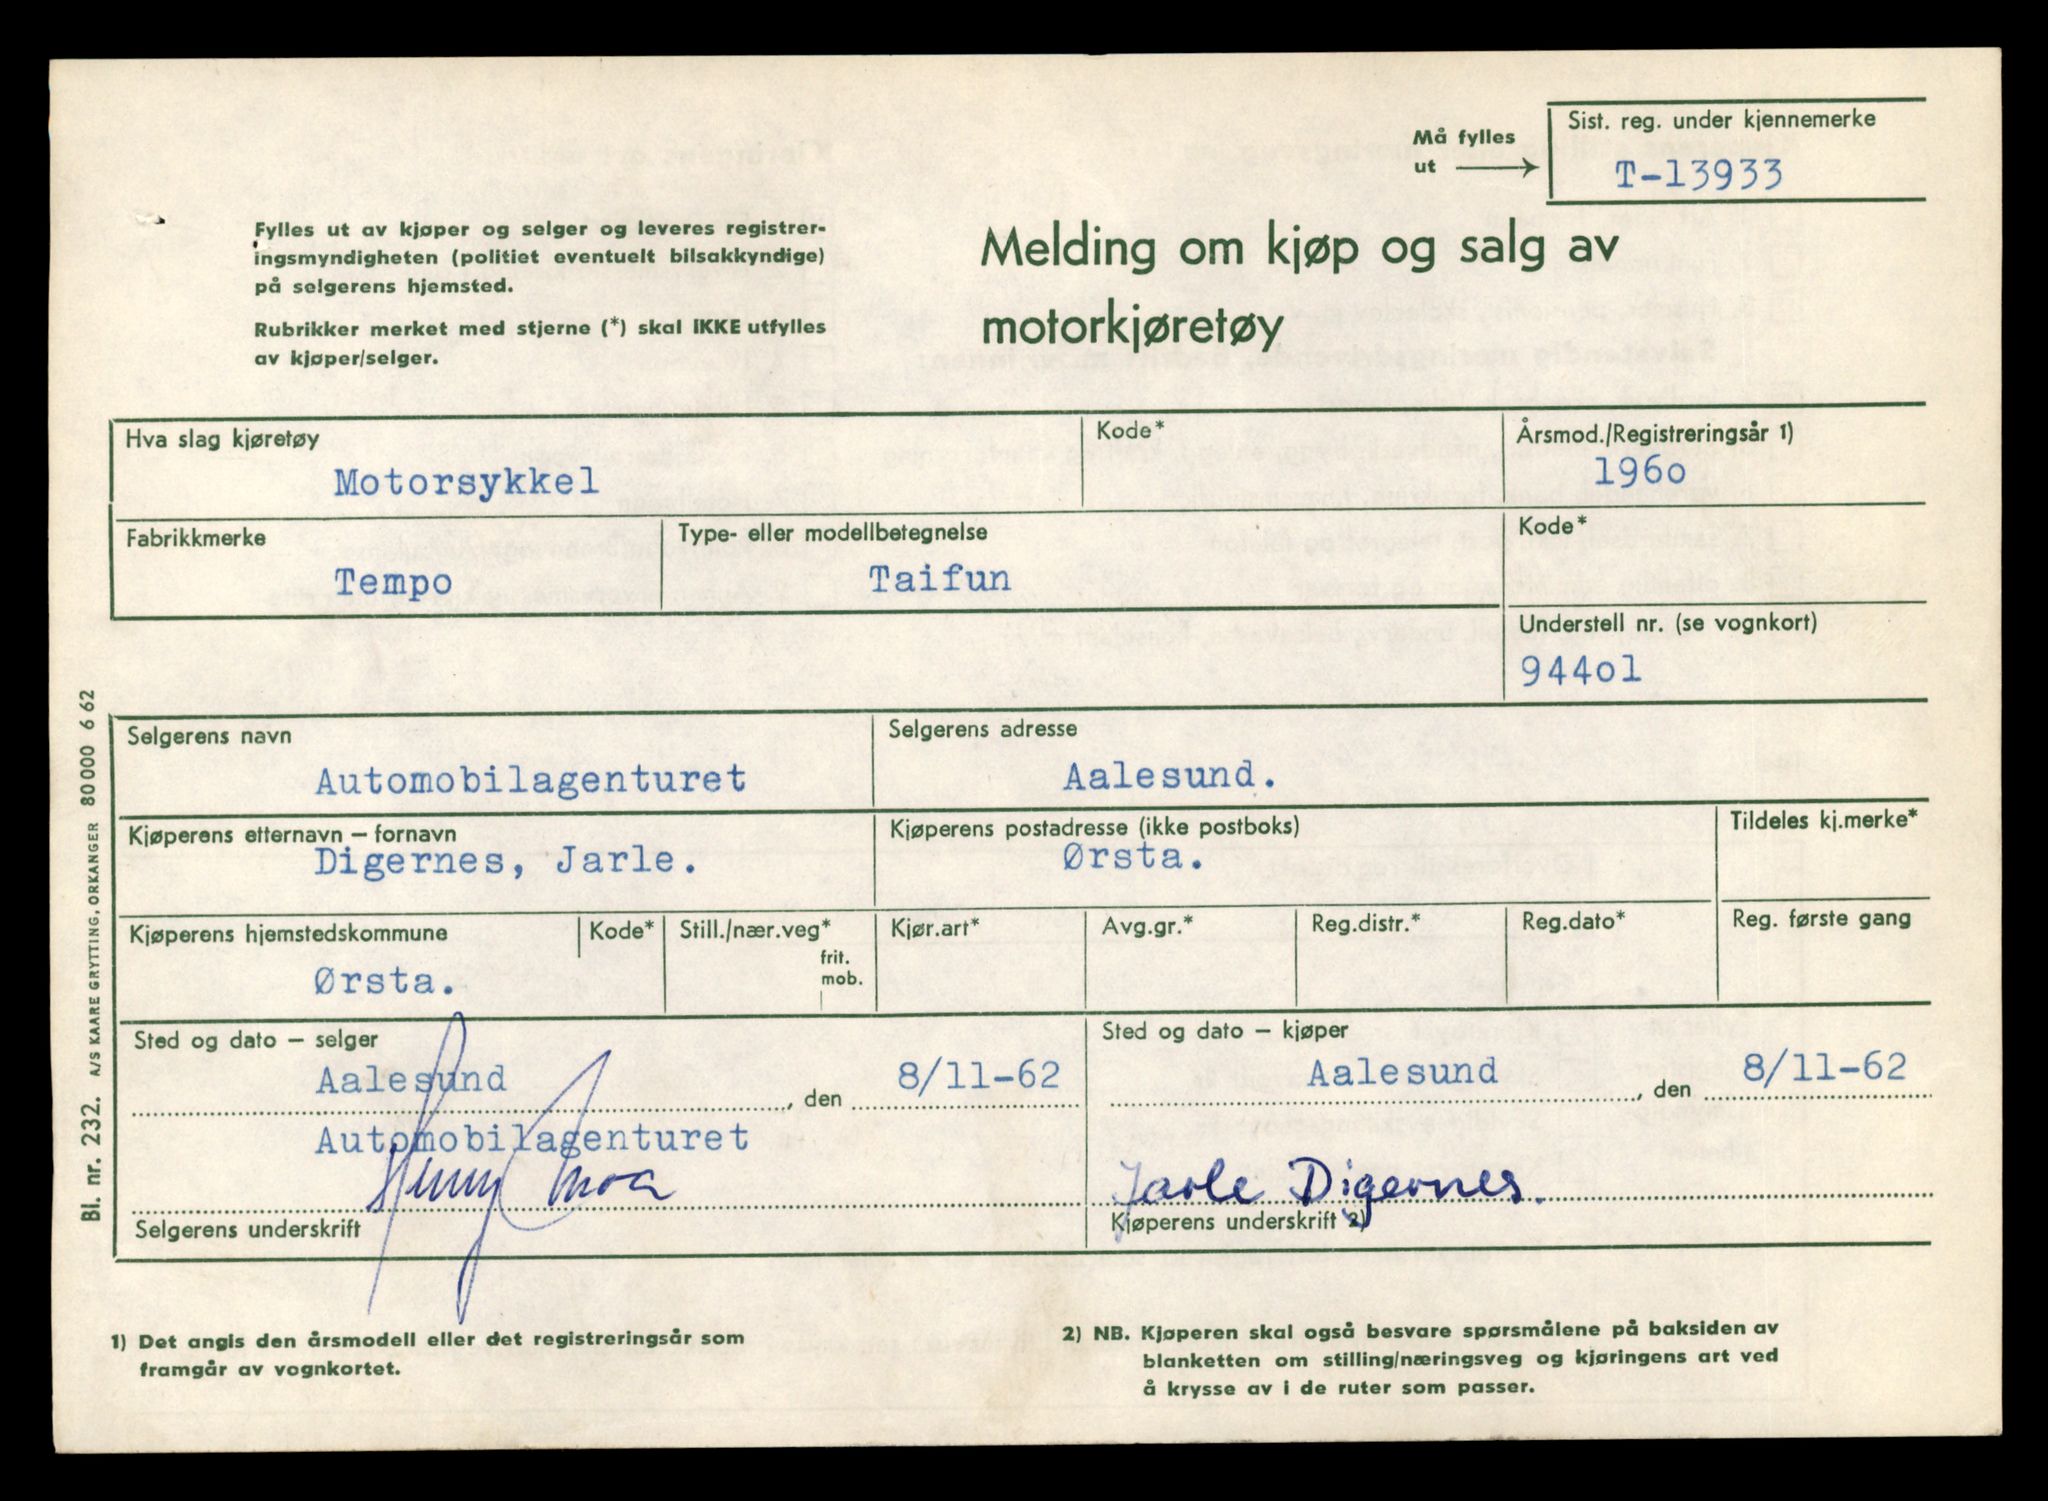 Må fylles
ut
Sist. reg. under kjennemerke
T-13933
Fylles ut av kjøper og selger og leveres registrer-
ingsmyndigheten (politiet eventuelt bilsakkyndige)
på selgerens hjemsted.
Rubrikker merket med stjerne (*) skal IKKE utfylles
av kjøper/selger.
Melding om kjøp og salg av
motorkjøretøy
Hva slag kjøretøy
Motorsykkel
Kode*
Årsmod./Registreringsår 1)
196o
Fabrikkmerke
Tempo
Type- eller modellbetegnelse
Taifun
Kode*
Understell nr. (se vognkort)
944o1
Selgerens navn
Automobilagenturet
Selgerens adresse
Aalesund.
Kjøperens etternavn – fornavn
Digernes, Jarle.
Kjøperens postadresse (ikke postboks)
Ørsta.
Tildeles kj.merke*
Kjøperens hjemstedskommune
Ørsta.
Kode*
Still./nær.veg*
frit.
mob.
Kjør.art*
Avg.gr.*
Reg.distr.*
Reg.dato*
Reg. første gang
Sted og dato – selger
Aalesund , den 8/11-62
Automobilagenturet
Selgerens underskrift
Sted og dato – kjøper
Aalesund , den 8/11-62
Jarle Digernes.
Kjøperens underskrift 2)
1) Det angis den årsmodell eller det registreringsår som
framgår av vognkortet.
2) NB. Kjøperen skal også besvare spørsmålene på baksiden av
blanketten om stilling/næringsveg og kjøringens art ved
å krysse av i de ruter som passer.
Bl. nr. 232. A/S KAARE GRYTTING, ORKANGER 80000 6 62